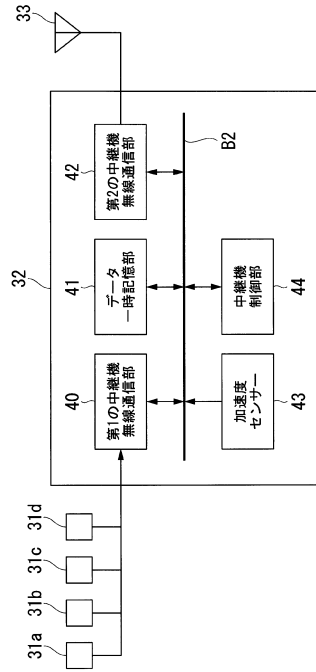 33
32
42
第2の中継機
無線通信部
41
データ
一時記憶部
40
第1の中継機
無線通信部
B2
中継機
制御部
44
加速度
センサー
43
31d
31c
31b
31a